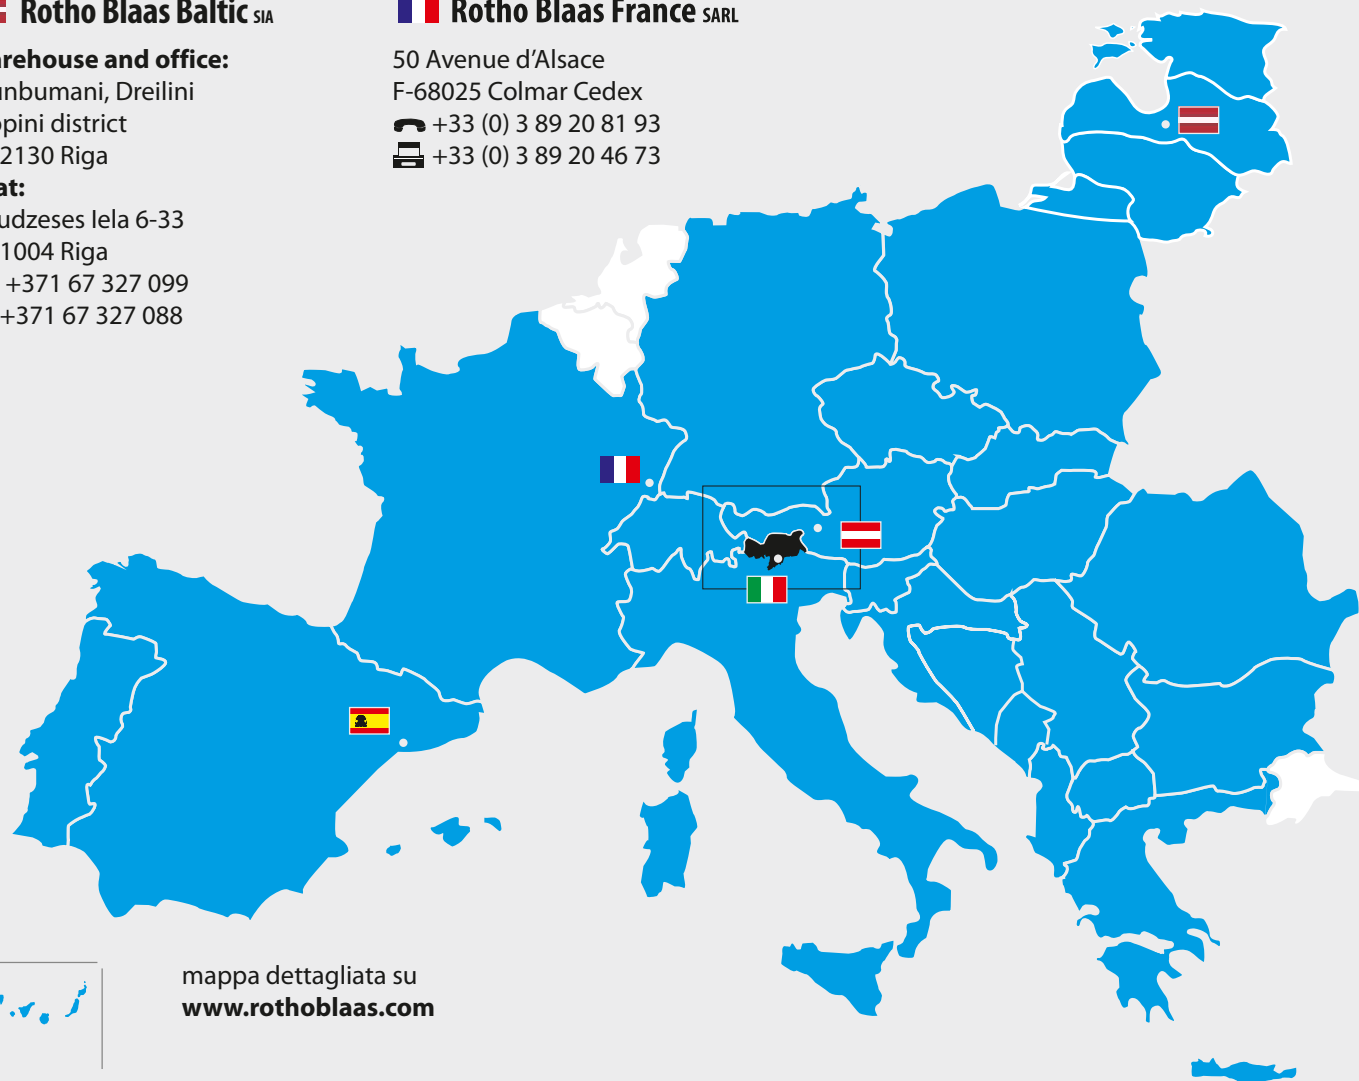 Rotho Blaas Baltic SIA
arehouse and office:
unbumani, Dreilini
opini district
2130 Riga
at:
udzeses Iela 6-33
1004 Riga
+371 67 327 099
+371 67 327 088
Rotho Blaas France SARL
50 Avenue d’Alsace
F-68025 Colmar Cedex
+33 (0) 3 89 20 81 93
+33 (0) 3 89 20 46 73
mappa dettagliata su
www.rothoblaas.com